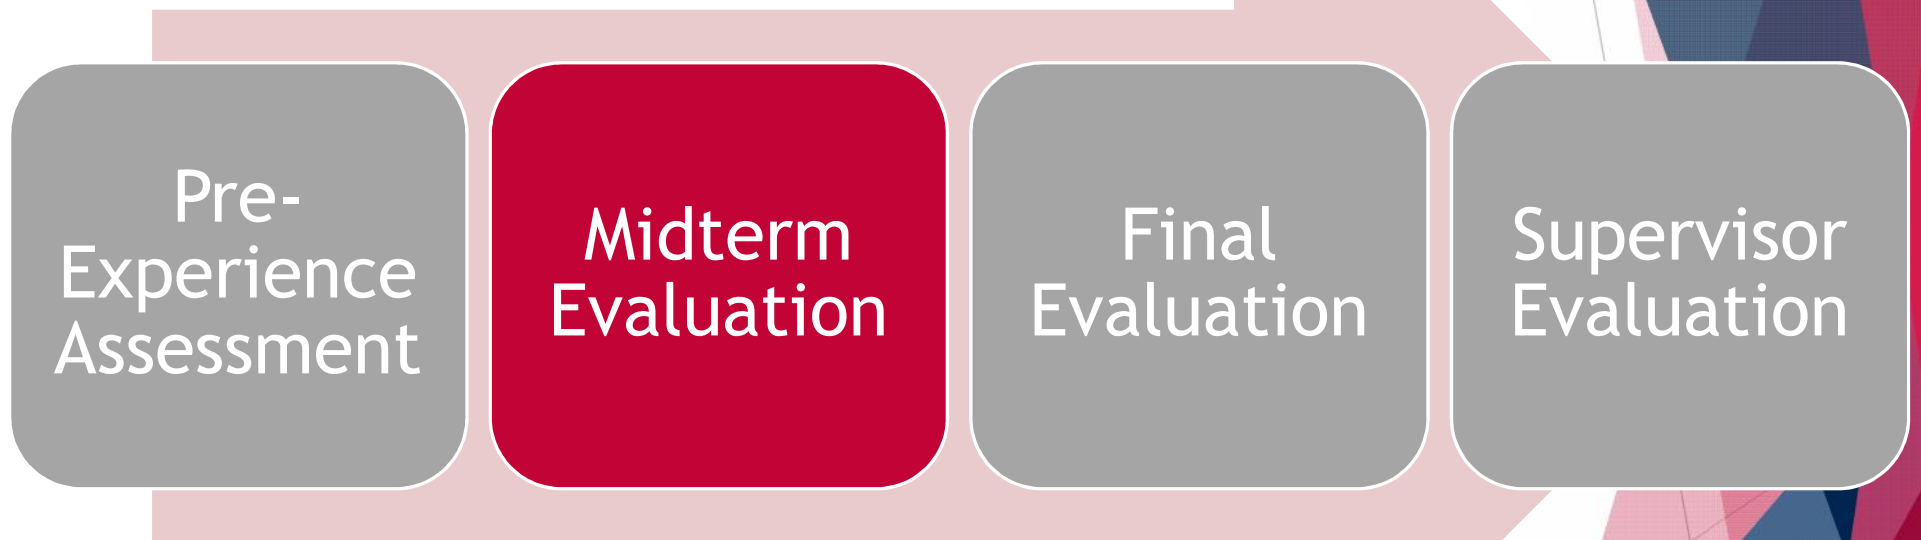 Pre-
Experience
Assessment
Midterm
Evaluation
Final
Evaluation
Supervisor
Evaluation